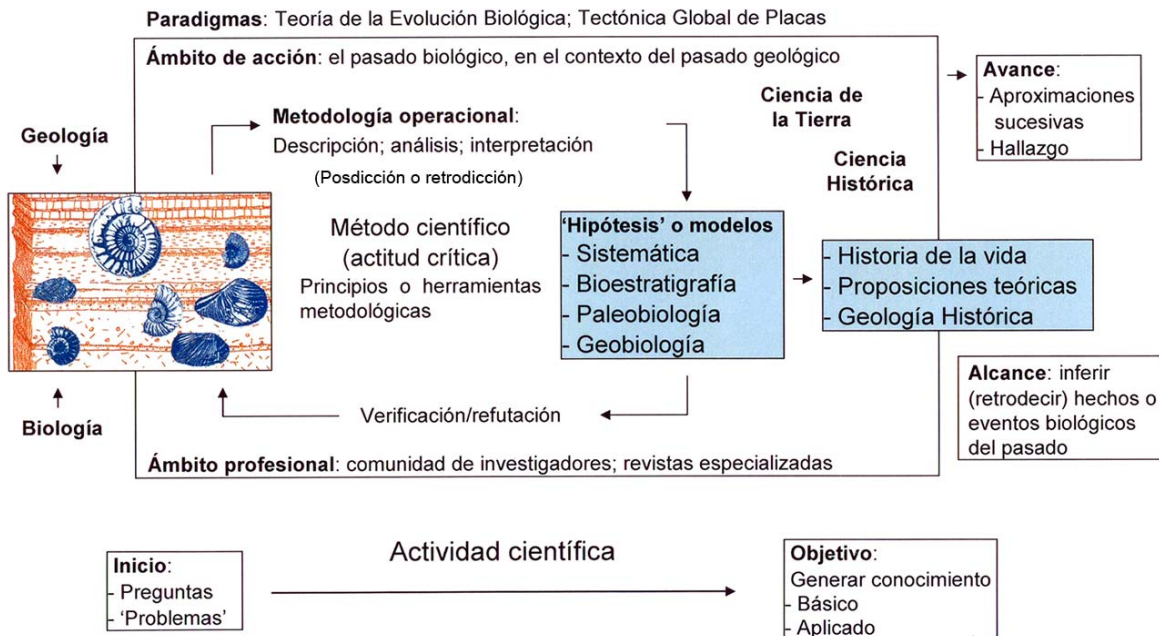 Paradigmas: Teoría de la Evolución Biológica; Tectónica Global de Placas
Ámbito de acción: el pasado biológico, en el contexto del pasado geológico
Avance:
- Aproximaciones
sucesivas
- Hallazgo
Ciencia de
la Tierra
Ciencia
Histórica
Geología
Metodología operacional:
Descripción; análisis; interpretación
(Posdicción o retrodicción)
Método científico
(actitud crítica)
Principios o herramientas
metodológicas
'Hipótesis' o modelos
- Sistemática
- Bioestratigrafía
- Paleobiología
- Geobiología
- Historia de la vida
- Proposiciones teóricas
- Geología Histórica
Biología
Verificación/refutación
Alcance: inferir
(retrodecir) hechos o
eventos biológicos
del pasado
Ámbito profesional: comunidad de investigadores; revistas especializadas
Inicio:
- Preguntas
- 'Problemas'
Actividad científica
Objetivo:
Generar conocimiento
- Básico
- Aplicado